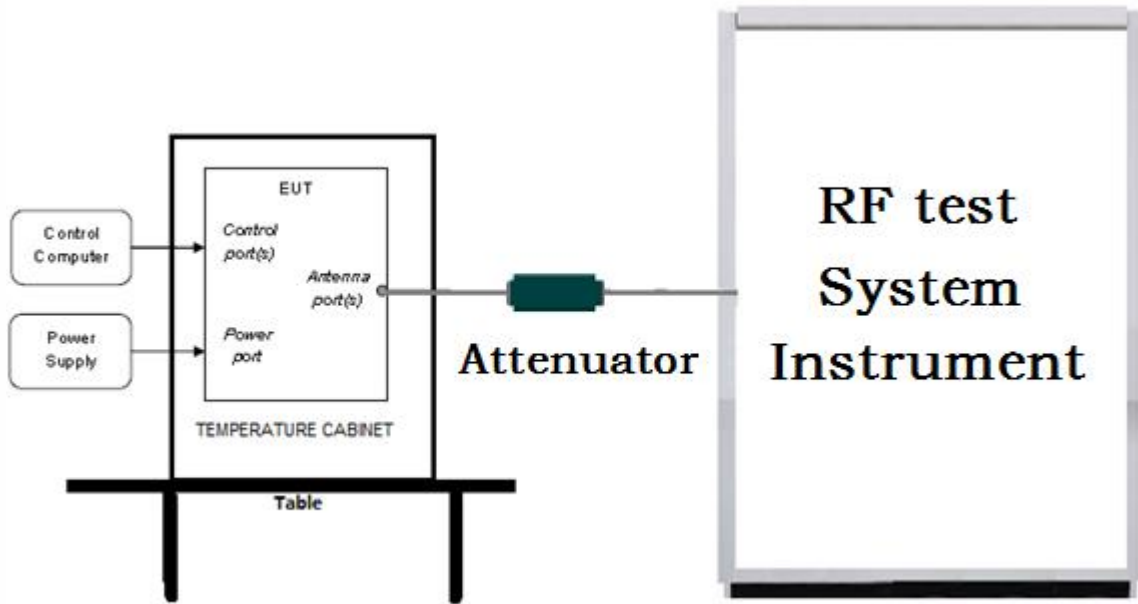 Control
Computer
Power
Supply
EUT
Control
port(s)
Antenna
port(s)
Power
port
TEMPERATURE CABINET
Table
Attenuator
RF test
System
Instrument